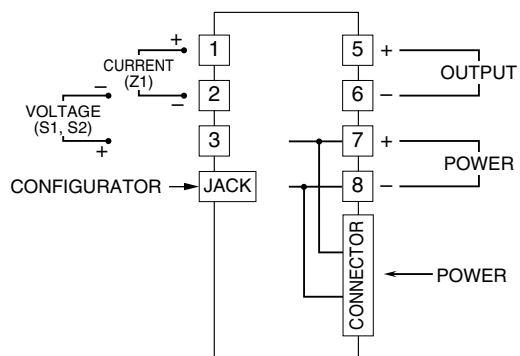 +
1
CURRENT
(Z1)
–
2
–
VOLTAGE
(S1, S2)
+
3
CONFIGURATOR
JACK
5
+
OUTPUT
6
–
7
+
POWER
8
–
CONNECTOR
POWER